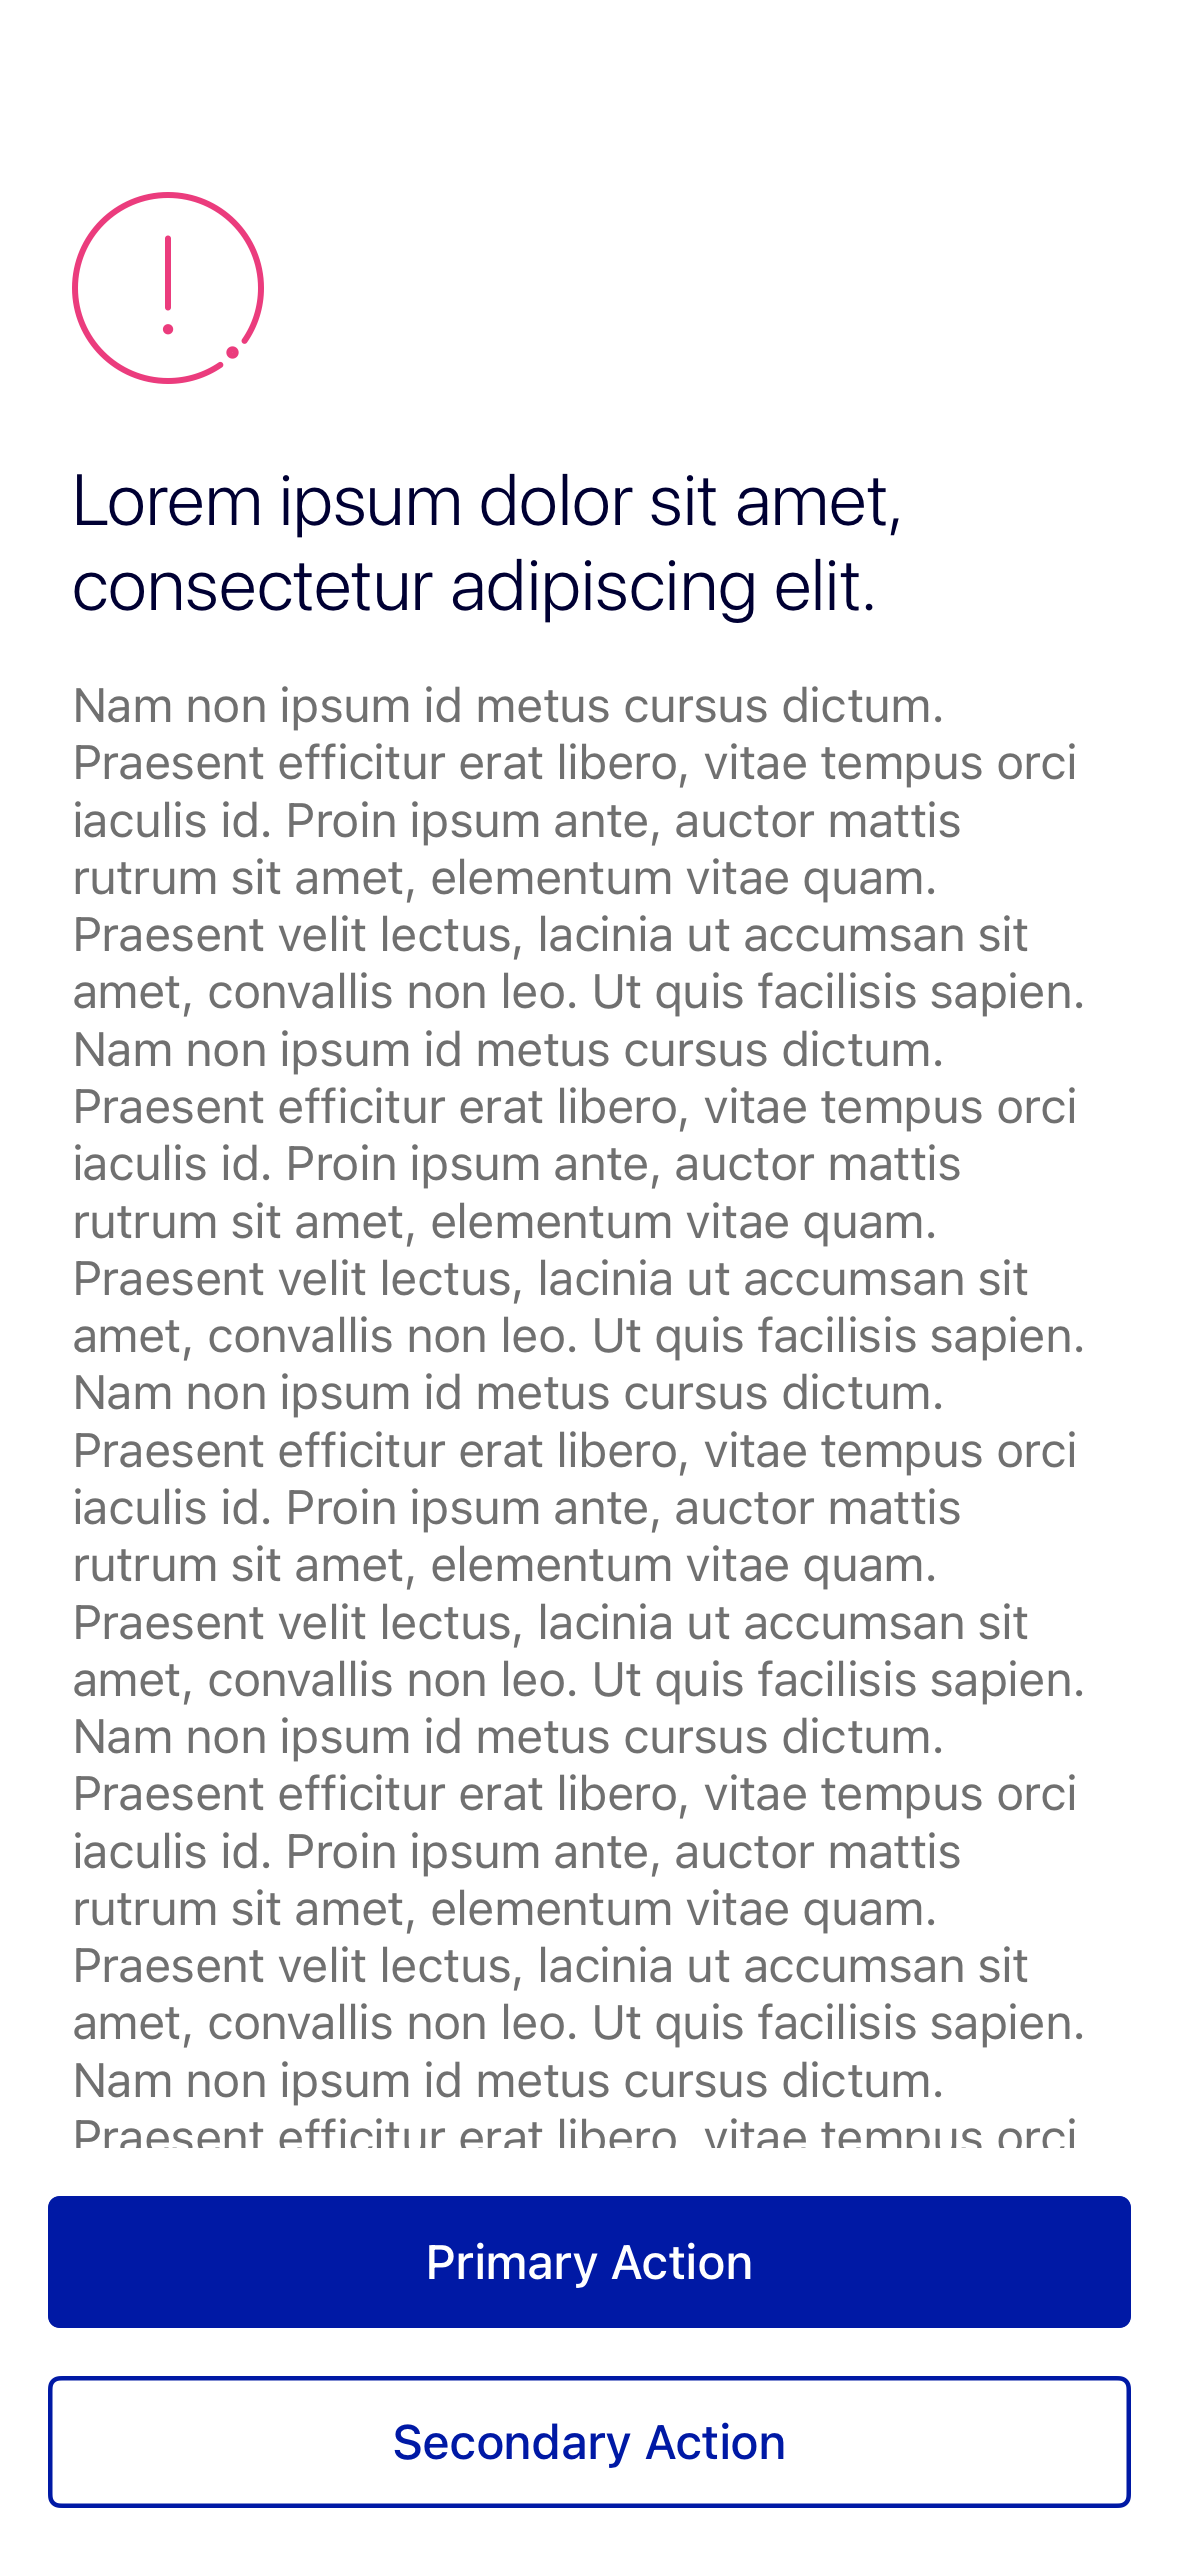 Lorem ipsum dolor sit amet,
consectetur adipiscing elit.
Nam non ipsum id metus cursus dictum.
Praesent efficitur erat libero, vitae tempus orci
iaculis id. Proin ipsum ante, auctor mattis
rutrum sit amet, elementum vitae quam.
Praesent velit lectus, lacinia ut accumsan sit
amet, convallis non leo. Ut quis facilisis sapien.
Nam non ipsum id metus cursus dictum.
Praesent efficitur erat libero, vitae tempus orci
iaculis id. Proin ipsum ante, auctor mattis
rutrum sit amet, elementum vitae quam.
Praesent velit lectus, lacinia ut accumsan sit
amet, convallis non leo. Ut quis facilisis sapien.
Nam non ipsum id metus cursus dictum.
Praesent efficitur erat libero, vitae tempus orci
iaculis id. Proin ipsum ante, auctor mattis
rutrum sit amet, elementum vitae quam.
Praesent velit lectus, lacinia ut accumsan sit
amet, convallis non leo. Ut quis facilisis sapien.
Nam non ipsum id metus cursus dictum.
Praesent efficitur erat libero, vitae tempus orci
iaculis id. Proin ipsum ante, auctor mattis
rutrum sit amet, elementum vitae quam.
Praesent velit lectus, lacinia ut accumsan sit
amet, convallis non leo. Ut quis facilisis sapien.
Nam non ipsum id metus cursus dictum.
Praesent efficitur erat libero, vitae tempus orci
Primary Action
Secondary Action